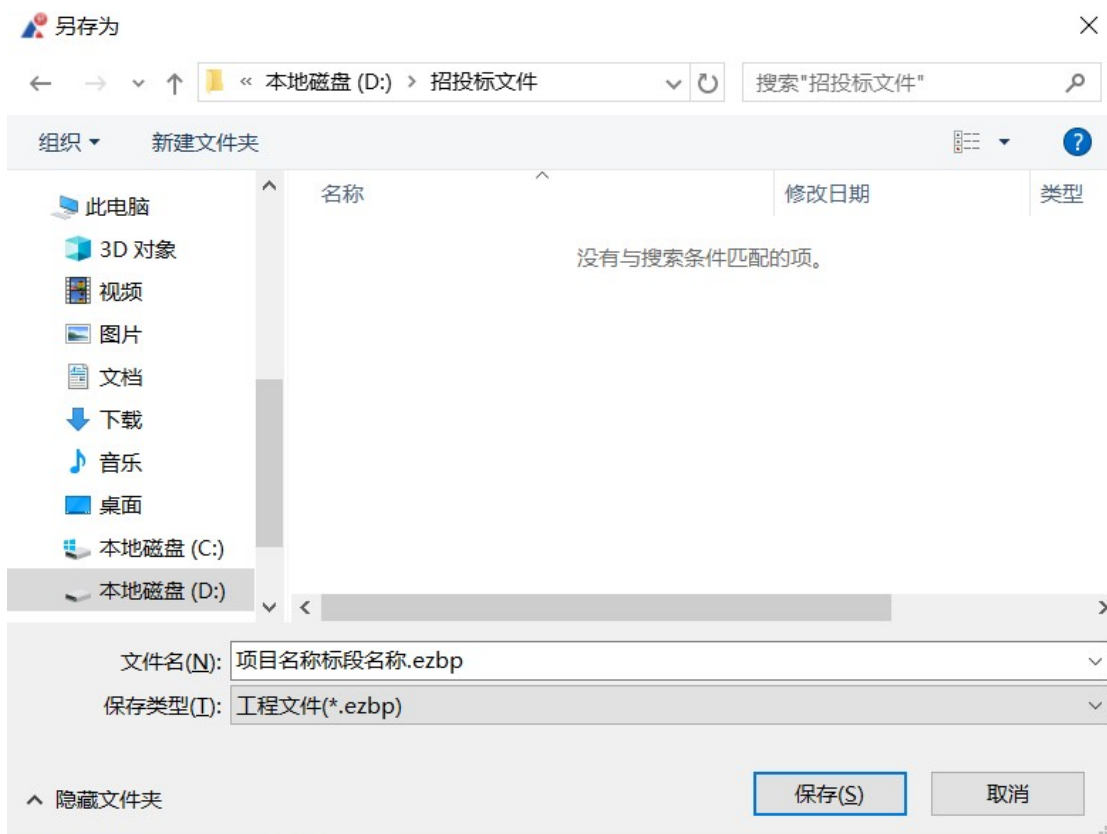 另存为
« 本地磁盘 (D:) › 招投标文件
搜索"招投标文件"
组织
新建文件夹
名称 修改日期 类型
没有与搜索条件匹配的项。
此电脑
3D 对象
视频
图片
文档
下载
音乐
桌面
本地磁盘 (C:)
本地磁盘 (D:)
文件名(N): 项目名称标段名称.ezbp
保存类型(T): 工程文件(*.ezbp)
隐藏文件夹
保存(S)
取消